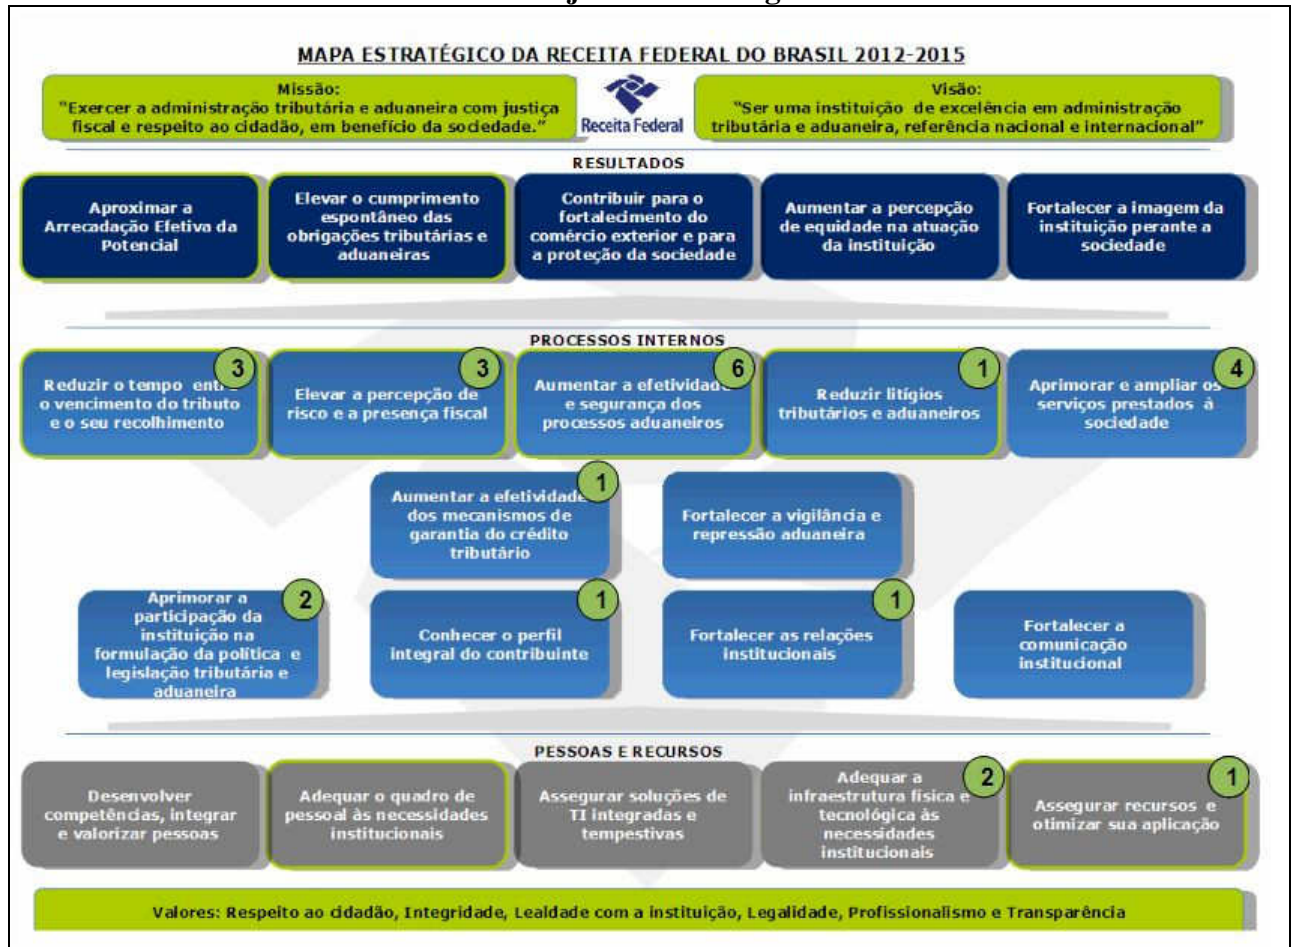 MAPA ESTRATÉGICO DA RECEITA FEDERAL DO BRASIL 2012-2015
Missão:
"Exercer a administração tributária e aduaneira com justiça
fiscal e respeito ao cidadão, em benefício da sociedade."
Receita Federal
Visão:
"Ser uma instituição de excelência em administração
tributária e aduaneira, referência nacional e internacional"
RESULTADOS
Aproximar a
Arrecadação Efetiva da
Potencial
Elevar o cumprimento
espontâneo das
obrigações tributárias e
aduaneiras
Contribuir para o
fortalecimento do
comércio exterior e para
a proteção da sociedade
Aumentar a percepção
de equidade na atuação
da instituição
Fortalecer a imagem da
instituição perante a
sociedade
PROCESSOS INTERNOS
3
Reduzir o tempo entre
o vencimento do tributo
e o seu recolhimento
3
Elevar a percepção de
risco e a presença fiscal
6
Aumentar a efetividade
e segurança dos
processos aduaneiros
1
Reduzir litígios
tributários e aduaneiros
4
Aprimorar e ampliar os
serviços prestados à
sociedade
1
Aumentar a efetividade
dos mecanismos de
garantia do crédito
tributário
Fortalecer a vigilância e
repressão aduaneira
2
Aprimorar a
participação da
instituição na
formulação da política e
legislação tributária e
aduaneira
1
Conhecer o perfil
integral do contribuinte
1
Fortalecer as relações
institucionais
Fortalecer a
comunicação
institucional
PESSOAS E RECURSOS
Desenvolver
competências, integrar
e valorizar pessoas
Adequar o quadro de
pessoal às necessidades
institucionais
Assegurar soluções de
TI integradas e
tempestivas
2
Adequar a
infraestrutura física e
tecnológica às
necessidades
institucionais
1
Assegurar recursos e
otimizar sua aplicação
Valores: Respeito ao cidadão, Integridade, Lealdade com a instituição, Legalidade, Profissionalismo e Transparência